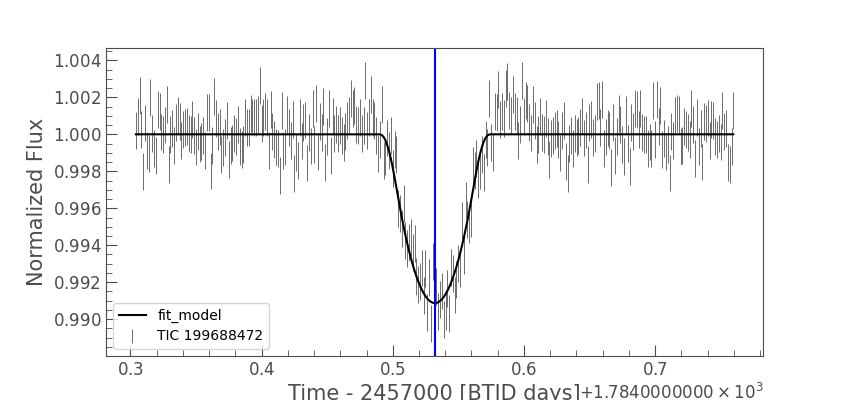 Normalized Flux
1.004
1.002
1.000
0.998
0.996
0.994
0.992
0.990
fit_model
TIC 199688472
0.3 0.4 0.5 0.6 0.7
Time - 2457000 [BTJD days]
+1.7840000000 × 10³